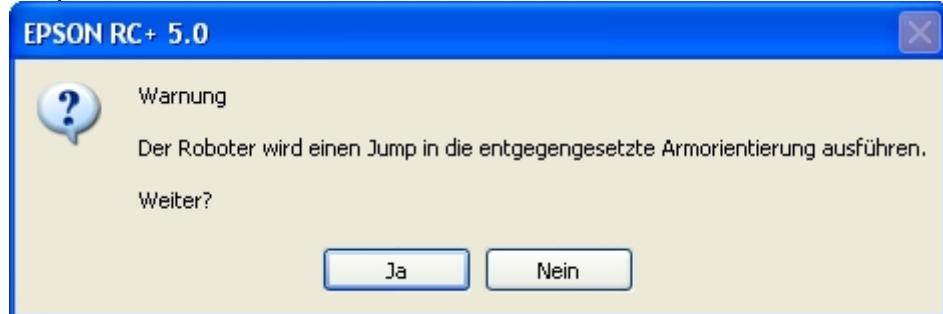 EPSON RC+ 5.0
?
Warnung
Der Roboter wird einen Jump in die entgegengesetzte Armorientierung ausführen.
Weiter?
Ja
Nein